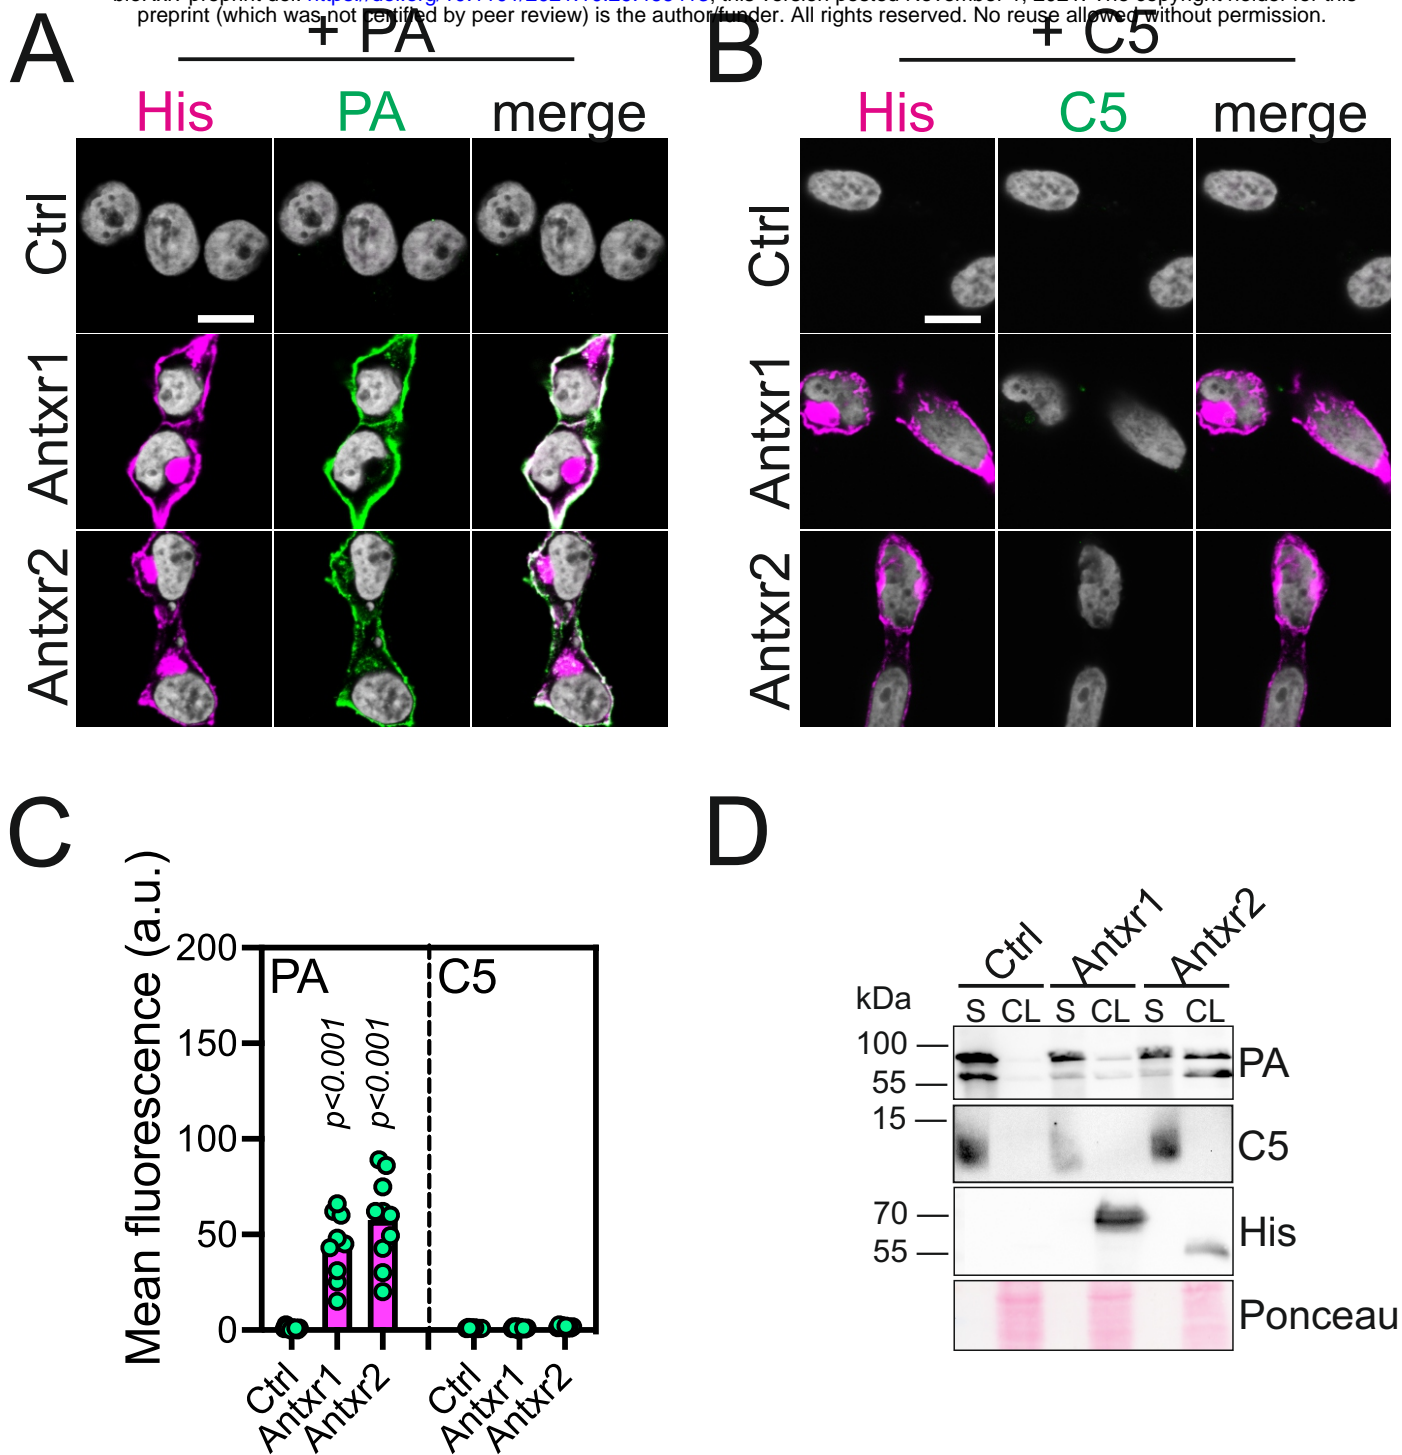 preprint (which was not certified by peer review) is the author/funder. All rights reserved. No reuse allowed without permission.
A
+ PA
His PA merge
Ctrl
Antxr1
Antxr2
B
+ C5
His C5 merge
Ctrl
Antxr1
Antxr2
C
Mean fluorescence (a.u.)
200
150
100
50
0
PA
C5
p<0.001
p<0.001
Ctrl
Antxr1
Antxr2
Ctrl
Antxr1
Antxr2
D
Ctrl
Antxr1
Antxr2
kDa
S CL S CL S CL
100
55
PA
15
C5
70
55
His
Ponceau